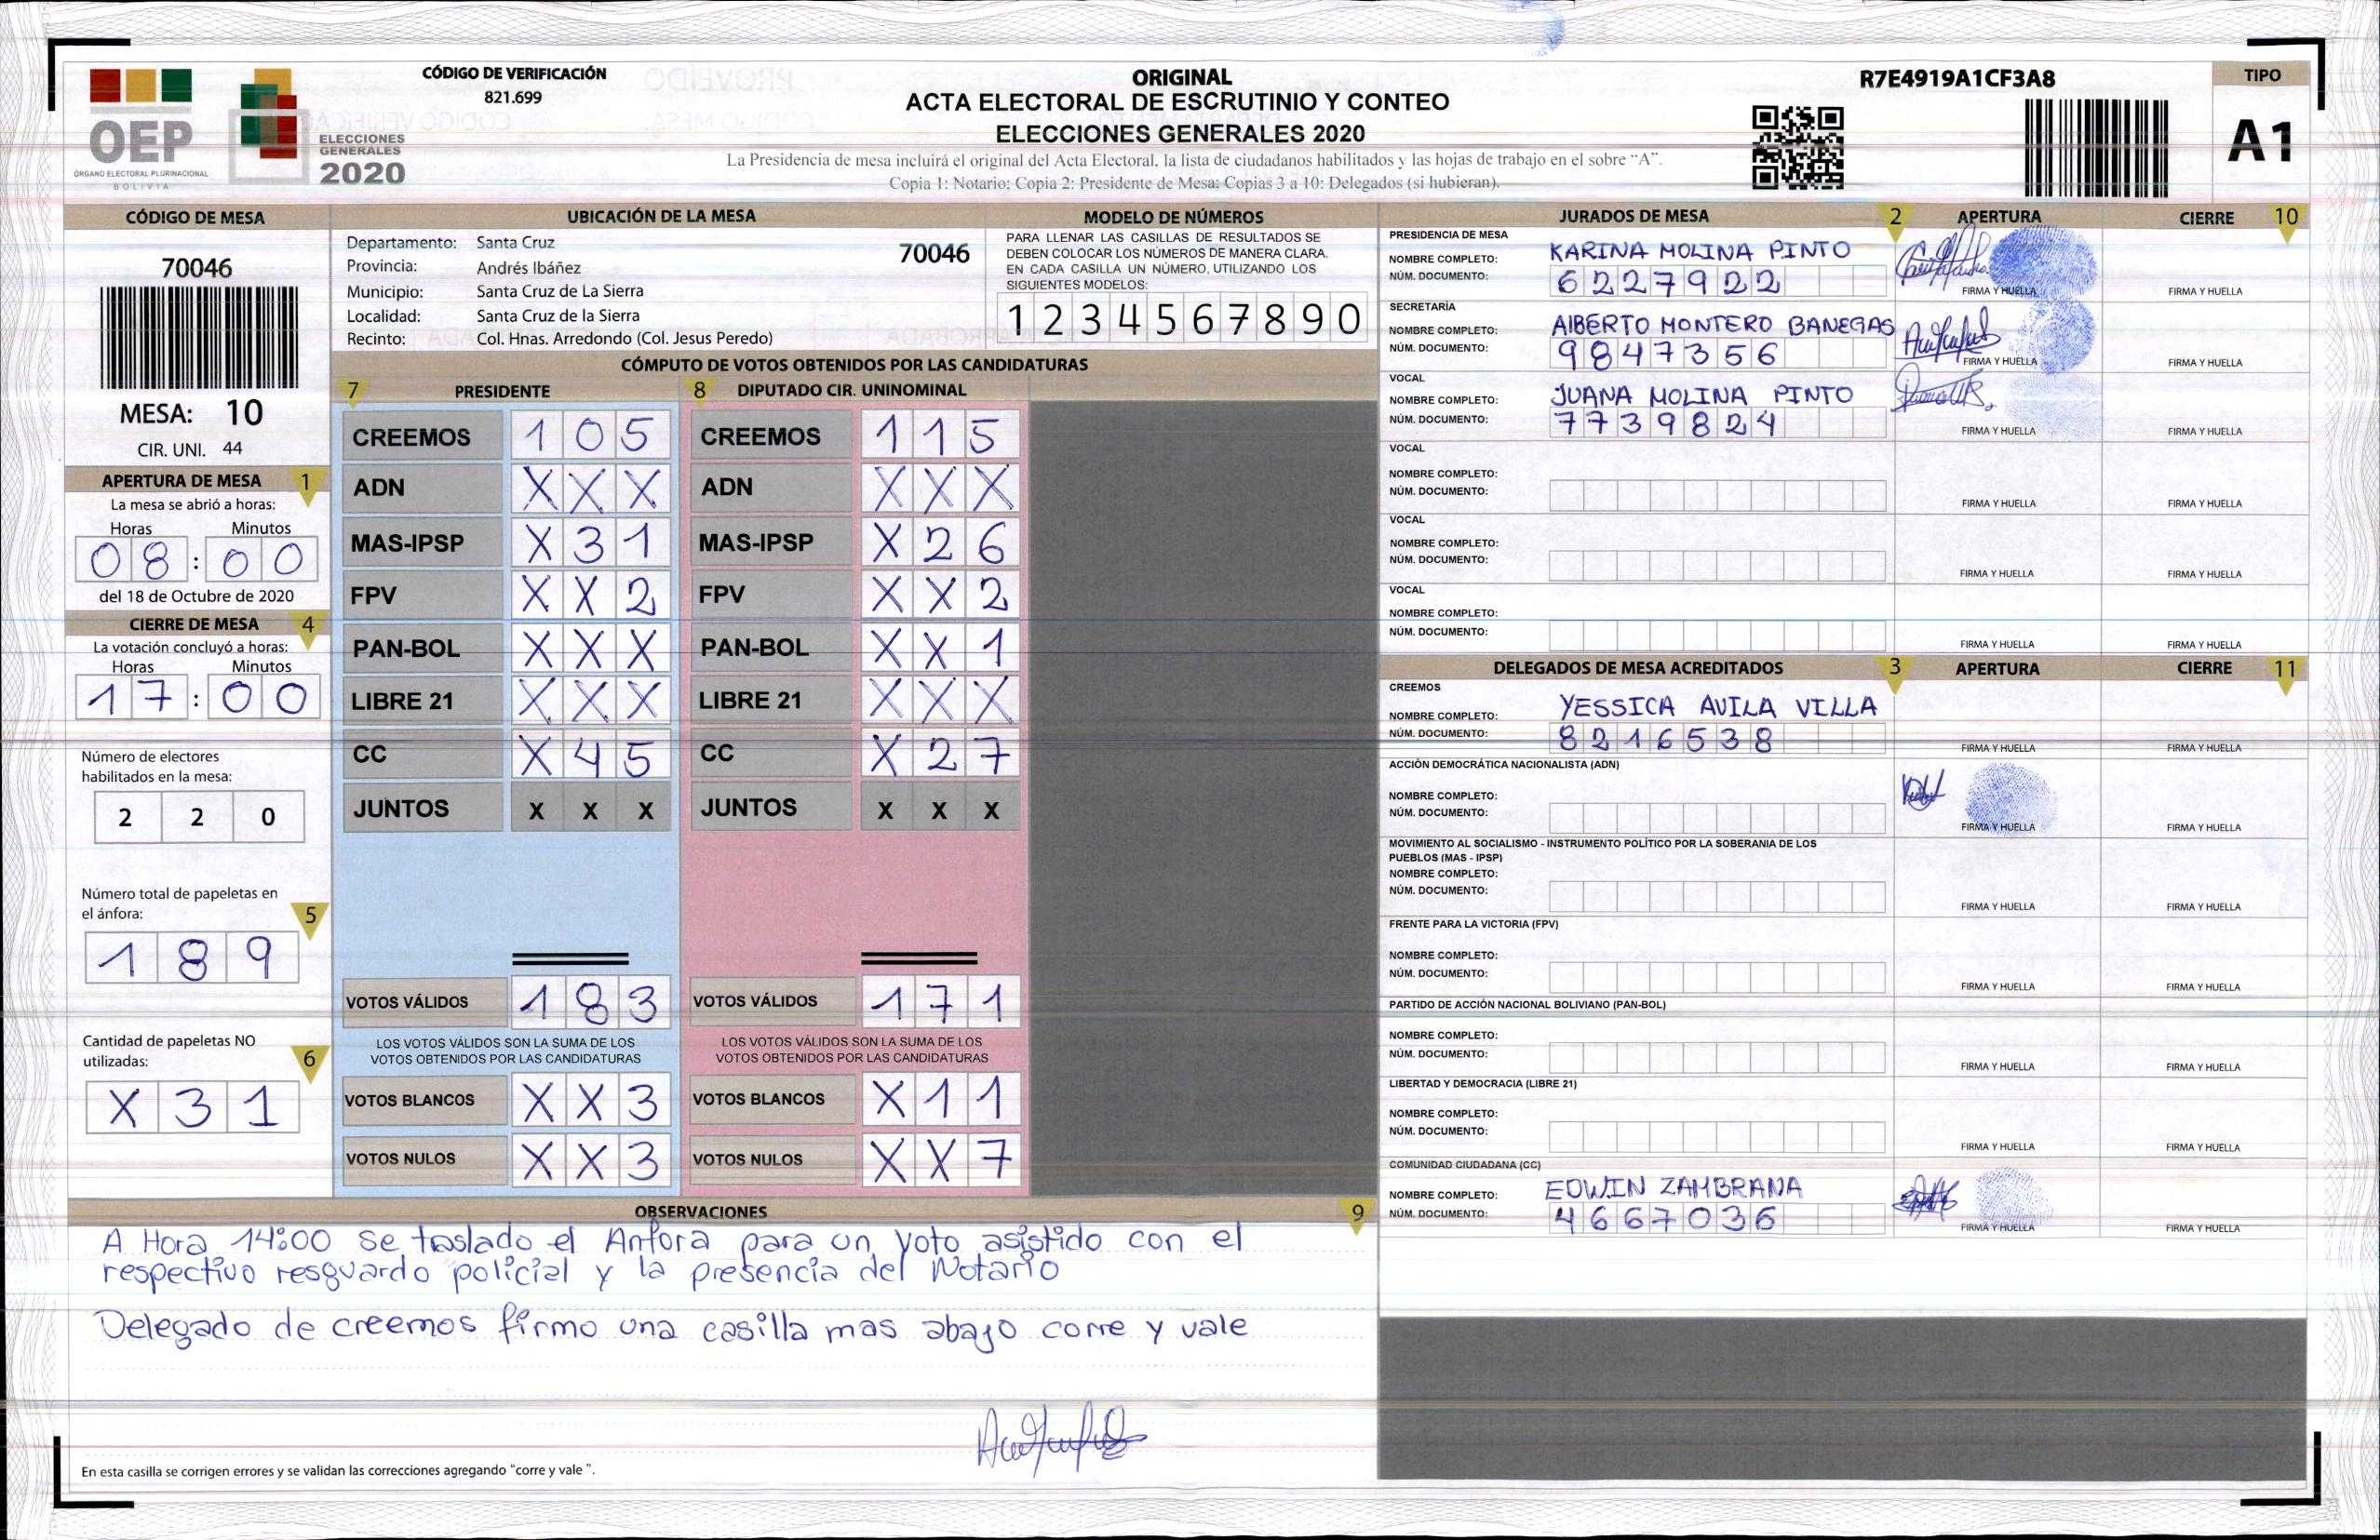 CÓDIGO DE VERIFICACIÓN
821.699
OEP
ÓRGANO ELECTORAL PLURINACIONAL
BOLIVIA
ELECCIONES
GENERALES
2020
ORIGINAL
ACTA ELECTORAL DE ESCRUTINIO Y CONTEO
ELECCIONES GENERALES 2020
La Presidencia de mesa incluirá el original del Acta Electoral, la lista de ciudadanos habilitados y las hojas de trabajo en el sobre "A".
Copia 1: Notario; Copia 2: Presidente de Mesa; Copias 3 a 10: Delegados (si hubieran).
R7E4919A1CF3A8
TIPO
A1
CÓDIGO DE MESA
70046
MESA: 10
CIR. UNI. 44
APERTURA DE MESA 1
La mesa se abrió a horas:
Horas Minutos
08:00
del 18 de Octubre de 2020
CIERRE DE MESA 4
La votación concluyó a horas:
Horas Minutos
17:00
Número de electores
habilitados en la mesa:
2 2 0
Número total de papeletas en
el ánfora: 5
1 8 9
Cantidad de papeletas NO
utilizadas: 6
X 3 1
UBICACIÓN DE LA MESA
Departamento: Santa Cruz 70046
Provincia: Andrés Ibáñez
Municipio: Santa Cruz de La Sierra
Localidad: Santa Cruz de la Sierra
Recinto: Col. Hnas. Arredondo (Col. Jesus Peredo)
MODELO DE NÚMEROS
PARA LLENAR LAS CASILLAS DE RESULTADOS SE
DEBEN COLOCAR LOS NÚMEROS DE MANERA CLARA.
EN CADA CASILLA UN NÚMERO, UTILIZANDO LOS
SIGUIENTES MODELOS:
1 2 3 4 5 6 7 8 9 0
CÓMPUTO DE VOTOS OBTENIDOS POR LAS CANDIDATURAS
7 PRESIDENTE 8 DIPUTADO CIR. UNINOMINAL
CREEMOS 1 0 5 CREEMOS 1 1 5
ADN X X X ADN X X X
MAS-IPSP X 3 1 MAS-IPSP X 2 6
FPV X X 2 FPV X X 2
PAN-BOL X X X PAN-BOL X X 1
LIBRE 21 X X X LIBRE 21 X X X
CC X 4 5 CC X 2 7
JUNTOS X X X JUNTOS X X X
VOTOS VÁLIDOS 1 8 3 VOTOS VÁLIDOS 1 7 1
LOS VOTOS VÁLIDOS SON LA SUMA DE LOS LOS VOTOS VÁLIDOS SON LA SUMA DE LOS
VOTOS OBTENIDOS POR LAS CANDIDATURAS VOTOS OBTENIDOS POR LAS CANDIDATURAS
VOTOS BLANCOS X X 3 VOTOS BLANCOS X 1 1
VOTOS NULOS X X 3 VOTOS NULOS X X 7
OBSERVACIONES 9
A Hora 14:00 se traslado el Anfora para un voto asistido con el
respectivo resguardo policial y la presencia del Notario
Delegado de creemos firmo una casilla mas abajo corre y vale
En esta casilla se corrigen errores y se validan las correcciones agregando "corre y vale ".
JURADOS DE MESA 2 APERTURA CIERRE 10
PRESIDENCIA DE MESA
NOMBRE COMPLETO: KARINA MOLINA PINTO
NÚM. DOCUMENTO: 6227922
FIRMA Y HUELLA FIRMA Y HUELLA
SECRETARÍA
NOMBRE COMPLETO: AlBERTO MONTERO BANEGAS
NÚM. DOCUMENTO: 9847356
FIRMA Y HUELLA FIRMA Y HUELLA
VOCAL
NOMBRE COMPLETO: JUANA MOLINA PINTO
NÚM. DOCUMENTO: 7739824
FIRMA Y HUELLA FIRMA Y HUELLA
VOCAL
NOMBRE COMPLETO:
NÚM. DOCUMENTO:
FIRMA Y HUELLA FIRMA Y HUELLA
VOCAL
NOMBRE COMPLETO:
NÚM. DOCUMENTO:
FIRMA Y HUELLA FIRMA Y HUELLA
VOCAL
NOMBRE COMPLETO:
NÚM. DOCUMENTO:
FIRMA Y HUELLA FIRMA Y HUELLA
DELEGADOS DE MESA ACREDITADOS 3 APERTURA CIERRE 11
CREEMOS
NOMBRE COMPLETO: YESSICA AVILA VILLA
NÚM. DOCUMENTO: 8216538
FIRMA Y HUELLA FIRMA Y HUELLA
ACCIÓN DEMOCRÁTICA NACIONALISTA (ADN)
NOMBRE COMPLETO:
NÚM. DOCUMENTO:
FIRMA Y HUELLA FIRMA Y HUELLA
MOVIMIENTO AL SOCIALISMO - INSTRUMENTO POLÍTICO POR LA SOBERANIA DE LOS
PUEBLOS (MAS - IPSP)
NOMBRE COMPLETO:
NÚM. DOCUMENTO:
FIRMA Y HUELLA FIRMA Y HUELLA
FRENTE PARA LA VICTORIA (FPV)
NOMBRE COMPLETO:
NÚM. DOCUMENTO:
FIRMA Y HUELLA FIRMA Y HUELLA
PARTIDO DE ACCIÓN NACIONAL BOLIVIANO (PAN-BOL)
NOMBRE COMPLETO:
NÚM. DOCUMENTO:
FIRMA Y HUELLA FIRMA Y HUELLA
LIBERTAD Y DEMOCRACIA (LIBRE 21)
NOMBRE COMPLETO:
NÚM. DOCUMENTO:
FIRMA Y HUELLA FIRMA Y HUELLA
COMUNIDAD CIUDADANA (CC)
NOMBRE COMPLETO: EDWIN ZAMBRANA
NÚM. DOCUMENTO: 4667036
FIRMA Y HUELLA FIRMA Y HUELLA